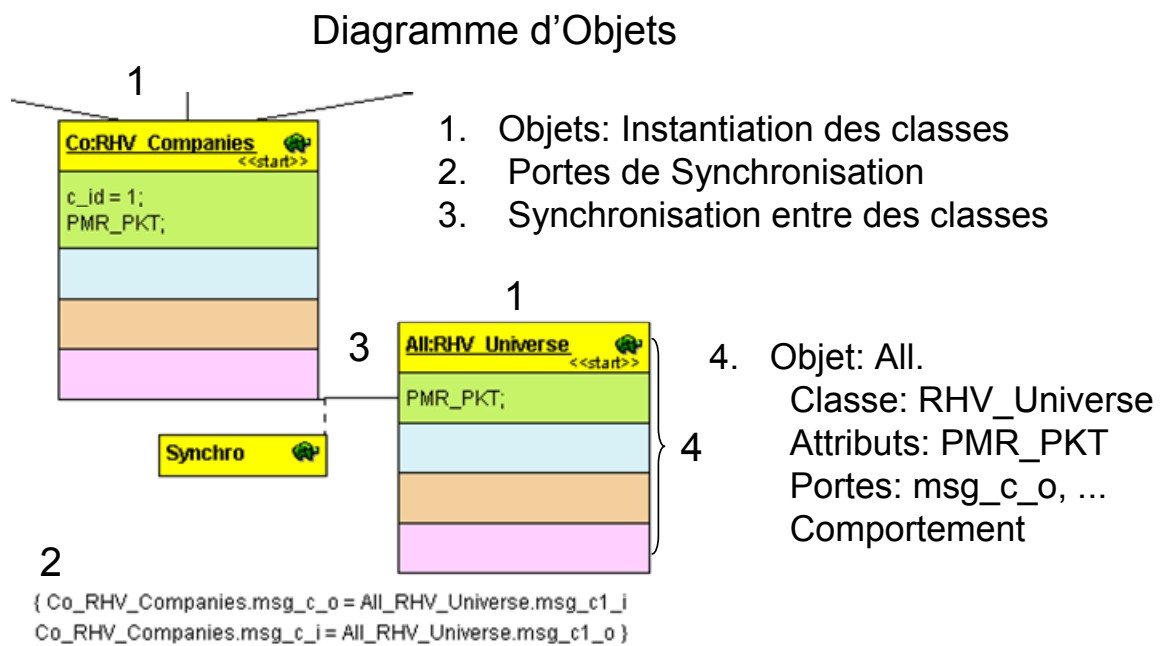 Diagramme d'Objets
1
Co:RHV_Companies
<<start>>
c_id = 1;
PMR_PKT;
1. Objets: Instantiation des classes
2. Portes de Synchronisation
3. Synchronisation entre des classes
1
3
All:RHV_Universe
<<start>>
PMR_PKT;
Synchro
4
4. Objet: All.
Classe: RHV_Universe
Attributs: PMR_PKT
Portes: msg_c_o, ...
Comportement
2
{ Co_RHV_Companies.msg_c_o = All_RHV_Universe.msg_c1_i
Co_RHV_Companies.msg_c_i = All_RHV_Universe.msg_c1_o }